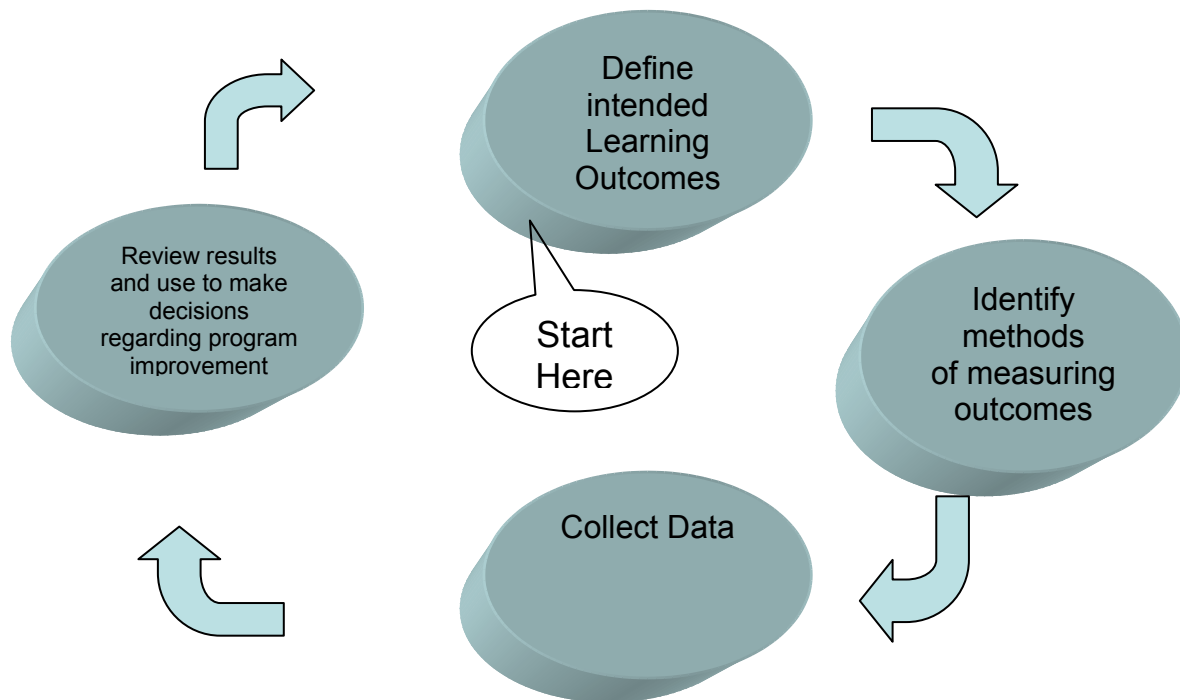 Define
intended
Learning
Outcomes
Review results
and use to make
decisions
regarding program
improvement
Start
Here
Identify
methods
of measuring
outcomes
Collect Data